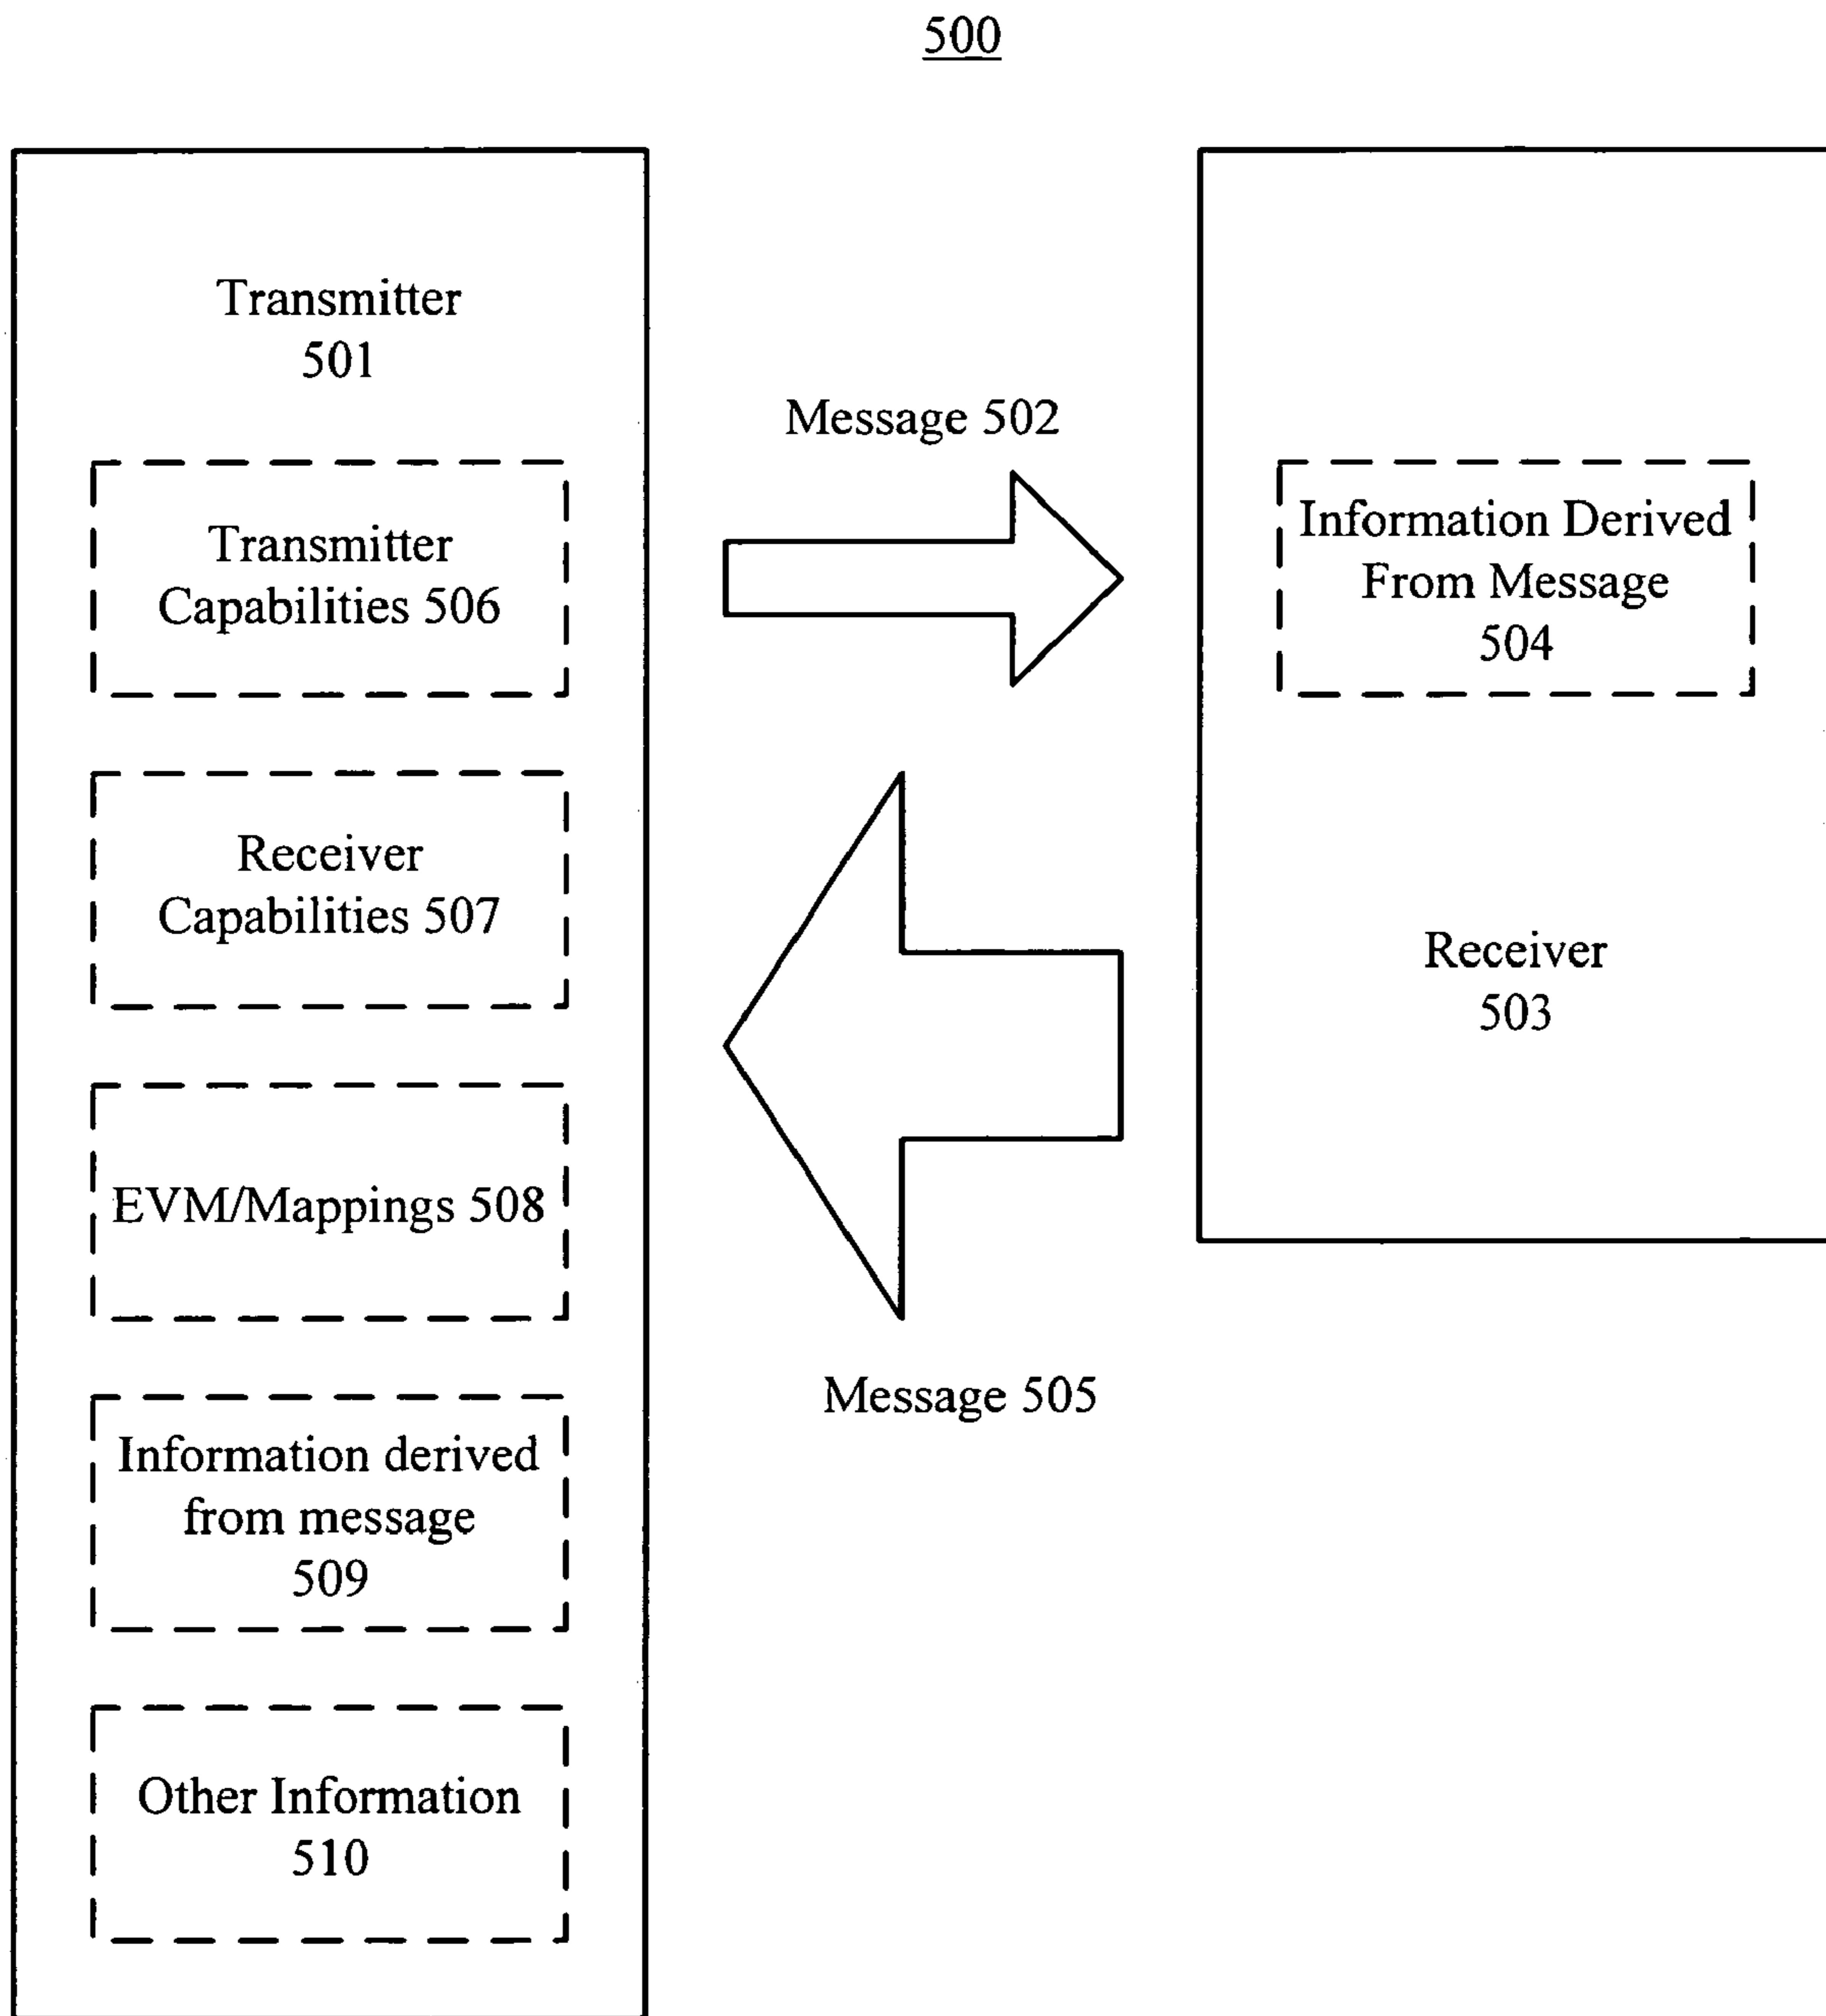 500
Transmitter
501
Transmitter
Capabilities 506
Receiver
Capabilities 507
EVM/Mappings 508
Information derived
from message
509
Other Information
510
Message 502
Message 505
Information Derived
From Message
504
Receiver
503